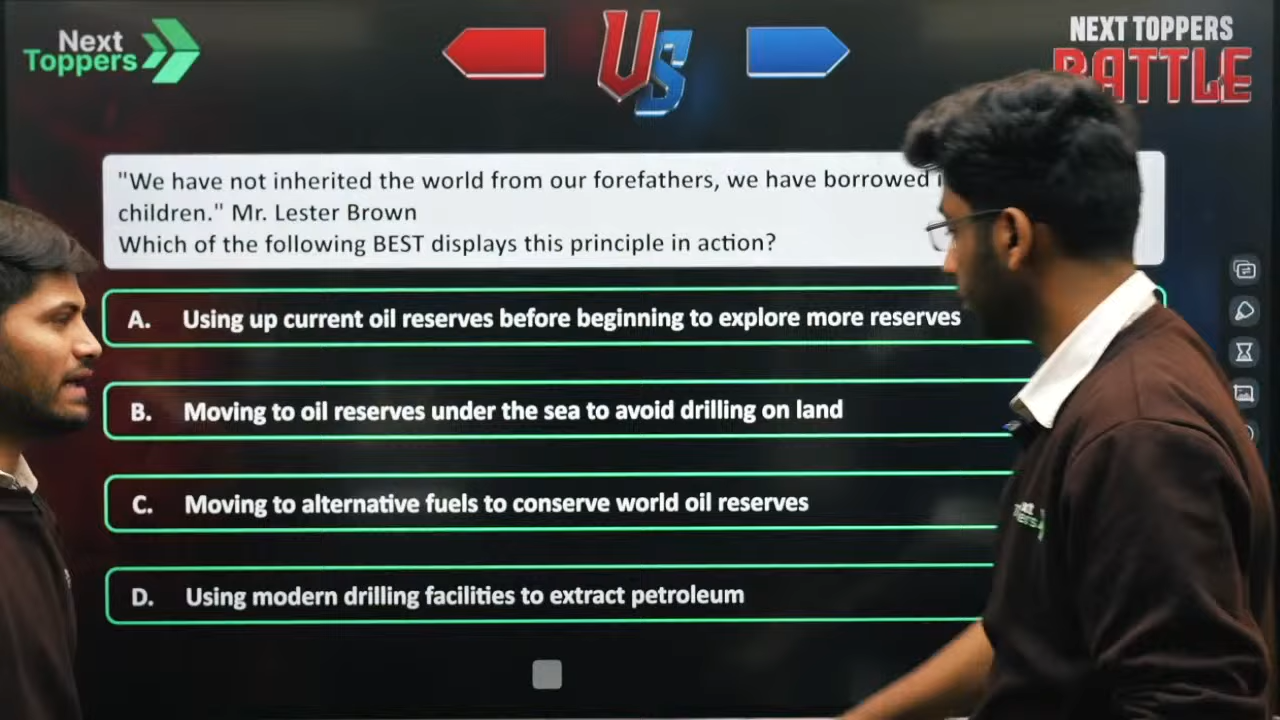 Next
Toppers
US
NEXT TOPPERS
BATTLE
"We have not inherited the world from our forefathers, we have borrowed
children." Mr. Lester Brown
Which of the following BEST displays this principle in action?
A. Using up current oil reserves before beginning to explore more reserves
B. Moving to oil reserves under the sea to avoid drilling on land
C. Moving to alternative fuels to conserve world oil reserves
D. Using modern drilling facilities to extract petroleum